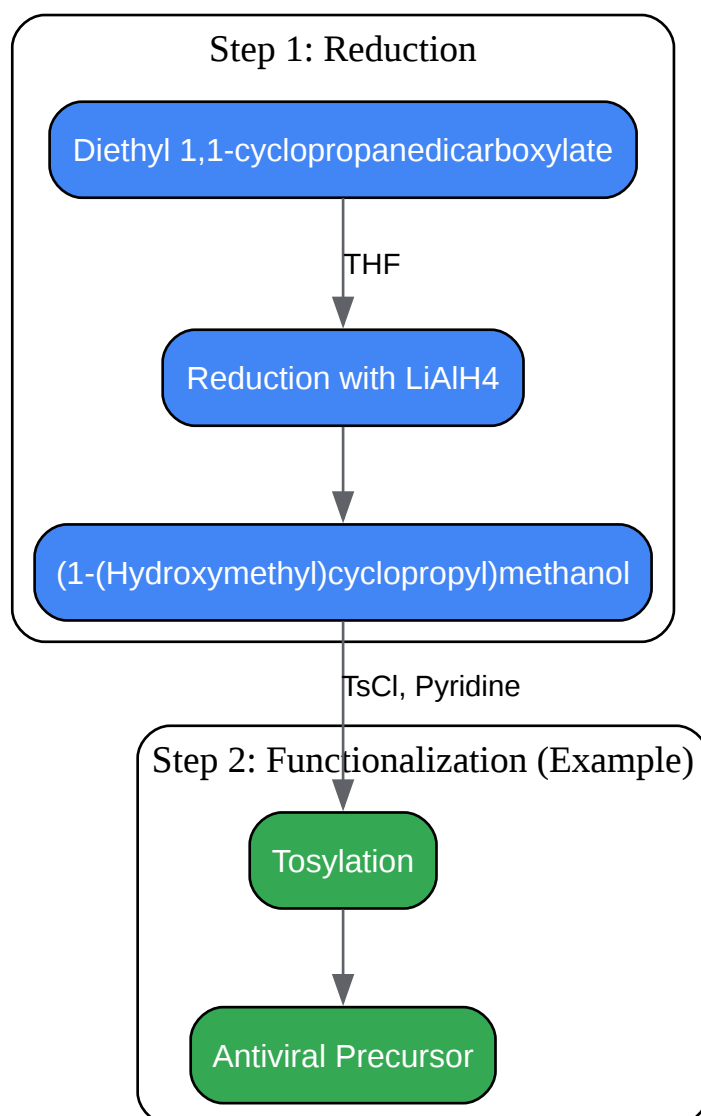 Step 1: Reduction
Diethyl 1,1-cyclopropanedicarboxylate
THF
Reduction with LiAlH4
(1-(Hydroxymethyl)cyclopropyl)methanol
TsCl, Pyridine
Step 2: Functionalization (Example)
Tosylation
Antiviral Precursor